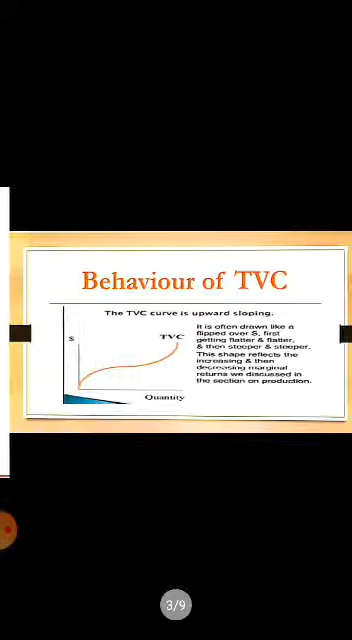 Behaviour of TVC
The TVC curve is upward sloping.
$
TVC
Quantity
It is often drawn like a
flipped over S, first
getting flatter & flatter,
& then steeper & steeper.
This shape reflects the
increasing & then
decreasing marginal
returns we discussed in
the section on production.
3/9